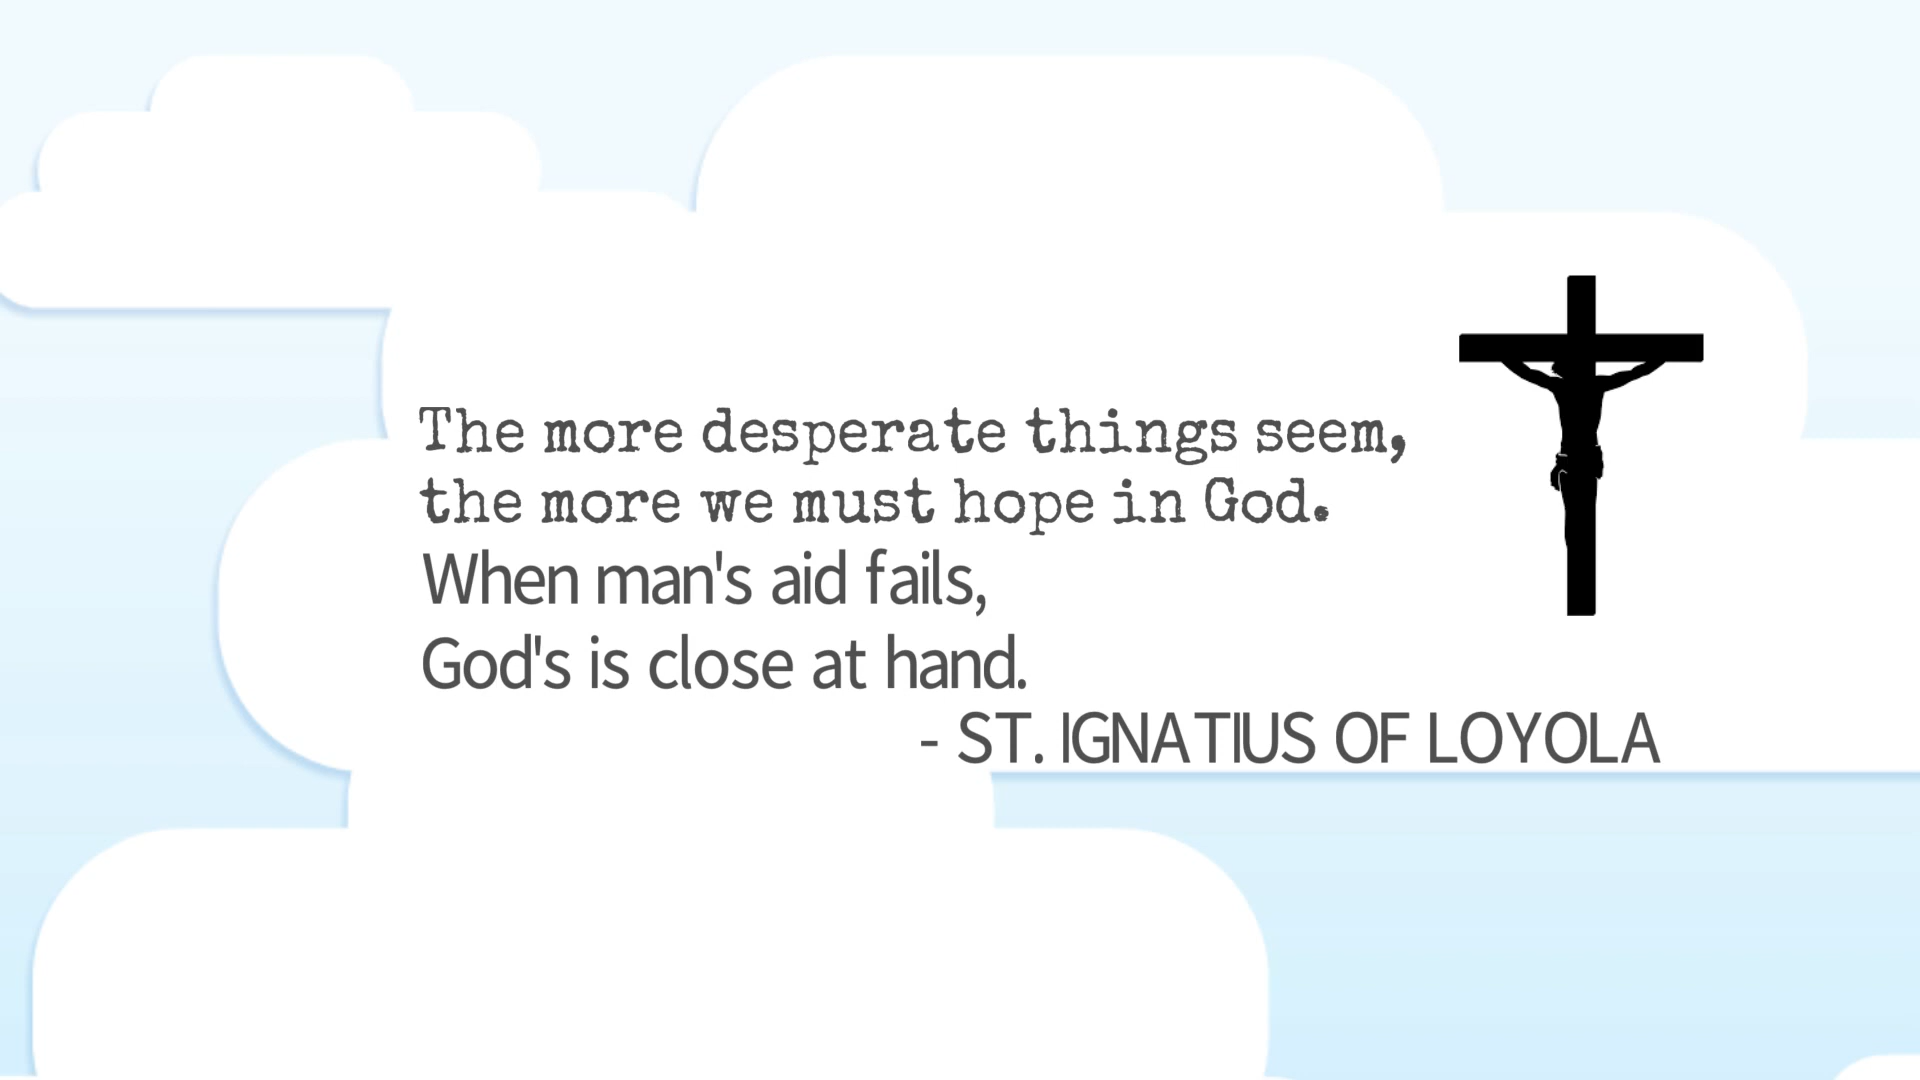 The more desperate things seem,
the more we must hope in God.
When man's aid fails,
God's is close at hand.
- ST. IGNATIUS OF LOYOLA